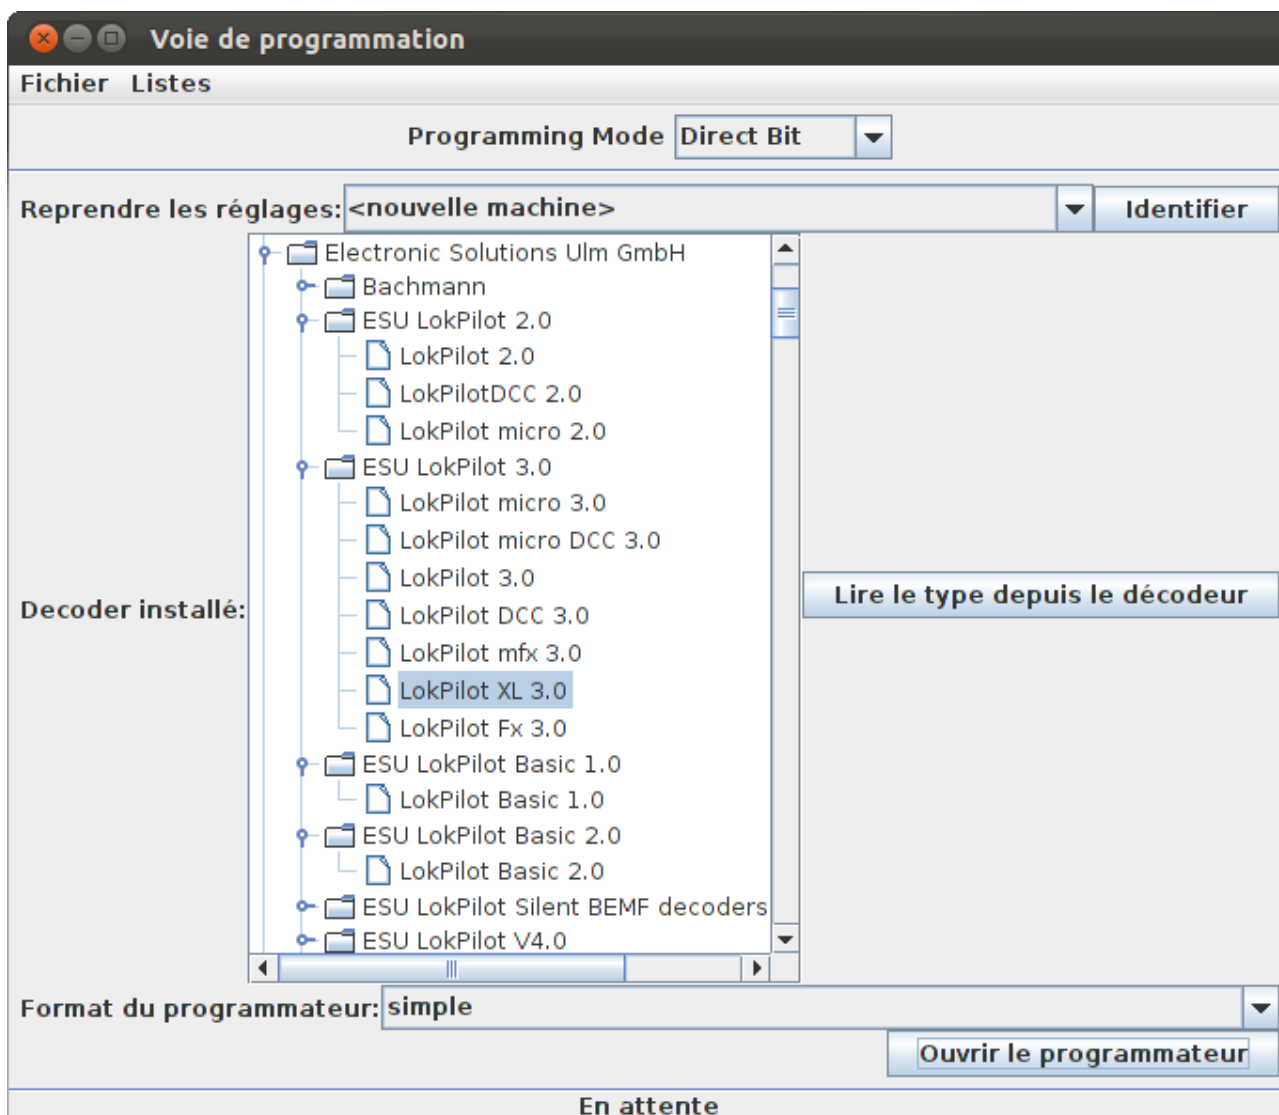 Voie de programmation
Fichier Listes
Programming Mode Direct Bit
Reprendre les réglages: <nouvelle machine> Identifier
Electronic Solutions Ulm GmbH
Bachmann
ESU LokPilot 2.0
LokPilot 2.0
LokPilotDCC 2.0
LokPilot micro 2.0
ESU LokPilot 3.0
LokPilot micro 3.0
LokPilot micro DCC 3.0
LokPilot 3.0
Decoder installé: LokPilot DCC 3.0 Lire le type depuis le décodeur
LokPilot mfx 3.0
LokPilot XL 3.0
LokPilot Fx 3.0
ESU LokPilot Basic 1.0
LokPilot Basic 1.0
ESU LokPilot Basic 2.0
LokPilot Basic 2.0
ESU LokPilot Silent BEMF decoders
ESU LokPilot V4.0
Format du programmateur: simple
Ouvrir le programmateur
En attente